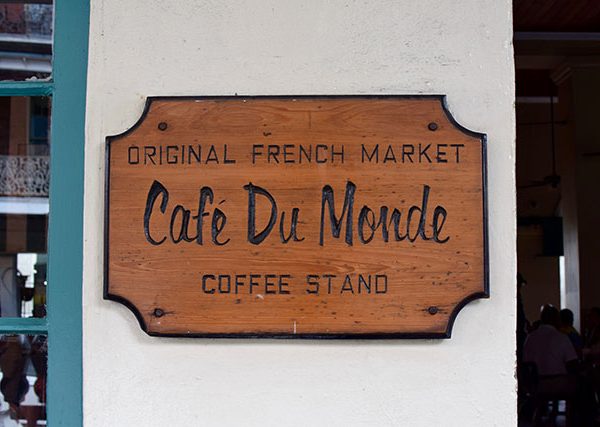 ORIGINAL FRENCH MARKET
Café Du Monde
COFFEE STAND